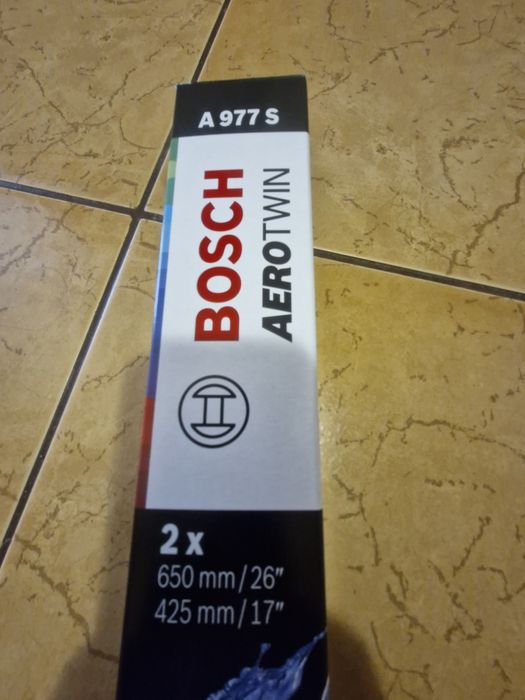 A 977 S
BOSCH
AEROTWIN
2 x
650 mm / 26"
425 mm / 17"